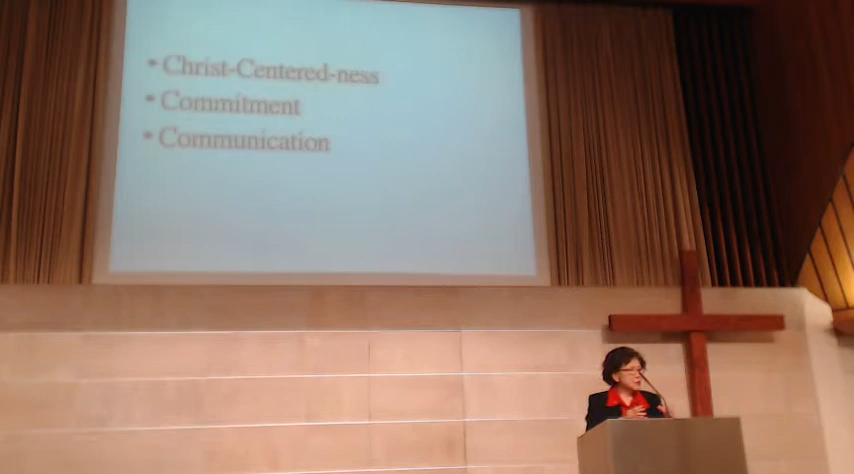 • Christ-Centered-ness
• Commitment
• Communication